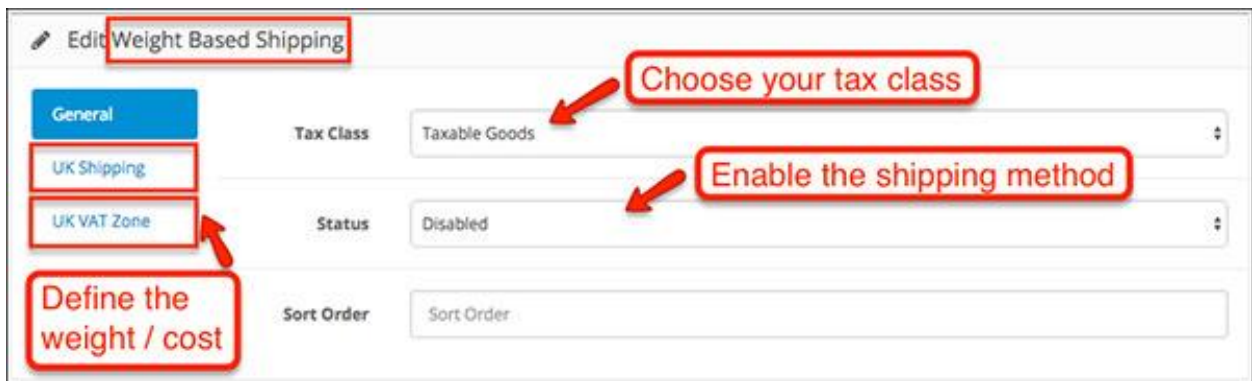 Edit Weight Based Shipping
Choose your tax class
General
Tax Class
Taxable Goods
UK Shipping
Enable the shipping method
UK VAT Zone
Status
Disabled
Define the
weight / cost
Sort Order
Sort Order